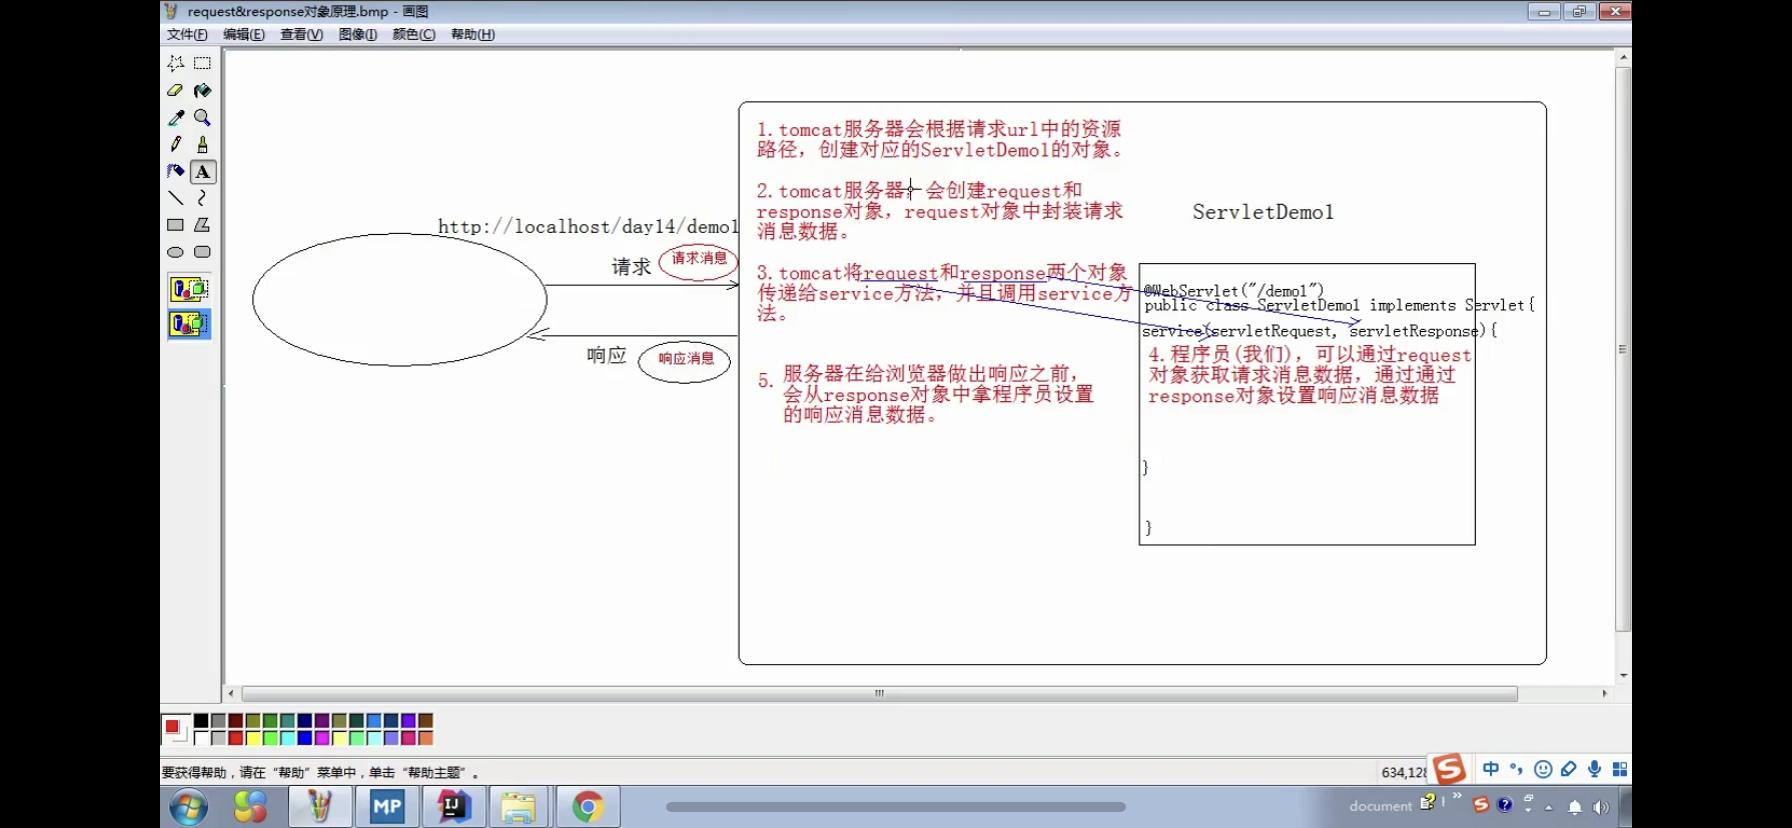 request&response对象原理.bmp - 画图
文件(F) 编辑(E) 查看(V) 图像(I) 颜色(C) 帮助(H)
1.tomcat服务器会根据请求url中的资源
路径，创建对应的ServletDemo1的对象。
2.tomcat服务器，会创建request和
response对象，request对象中封装请求
消息数据。
3.tomcat将request和response两个对象
传递给service方法，并且调用service方
法。
5.
服务器在给浏览器做出响应之前，
会从response对象中拿程序员设置
的响应消息数据。
http://localhost/day14/demo1
请求
请求消息
响应
响应消息
ServletDemo1
@WebServlet("/demo1")
public class ServletDemo1 implements Servlet{
service(servletRequest, servletResponse){
4.程序员(我们)，可以通过request
对象获取请求消息数据，通过通过
response对象设置响应消息数据
}
}
A
要获得帮助，请在“帮助”菜单中，单击“帮助主题”。
634,128
S 中
MP
IJ
document
S